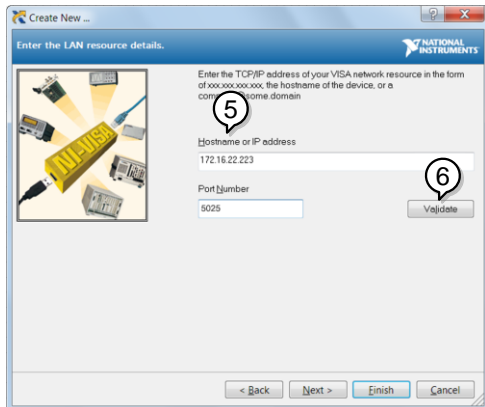 Create New ...
Enter the LAN resource details.
NATIONAL
INSTRUMENTS
Enter the TCP/IP address of your VISA network resource in the form
of xxx.xxx.xxx.xxx, the hostname of the device, or a
some.domain
5
Hostname or IP address
172.16.22.223
6
Port Number
5025
Validate
NI-VISA
< Back Next > Finish Cancel